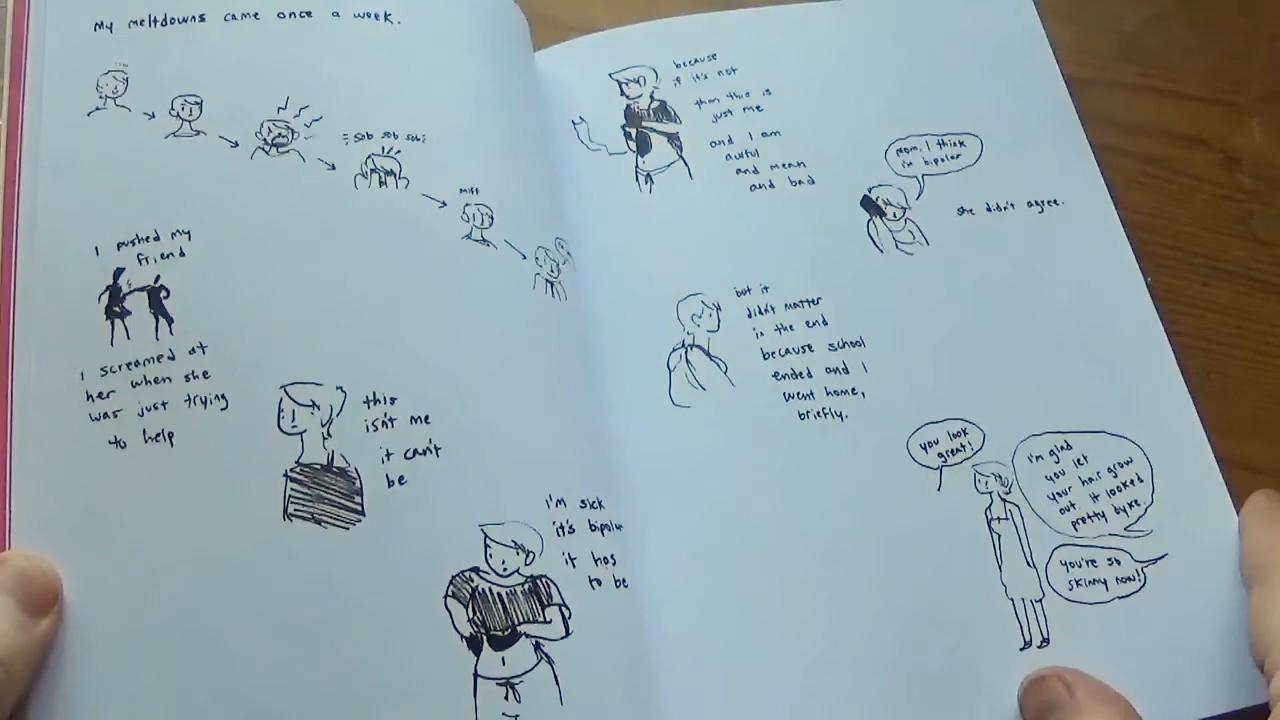 My meltdowns came once a week.
sob sob sob
I pushed my
friend
I screamed at
her when she
was just trying
to help
this
isn't me
it can't
be
I'm sick
it's bipolar
it has
to be
because
if it's not
then this is
just me
and I am
awful
and mean
and bad
Mom, I think
I'm bipolar
she didn't agree.
but it
didn't matter
in the end
because school
ended and I
went home,
briefly.
you look
great!
I'm glad
you let
your hair grow
out. It looked
pretty dyke.
you're so
skinny now!